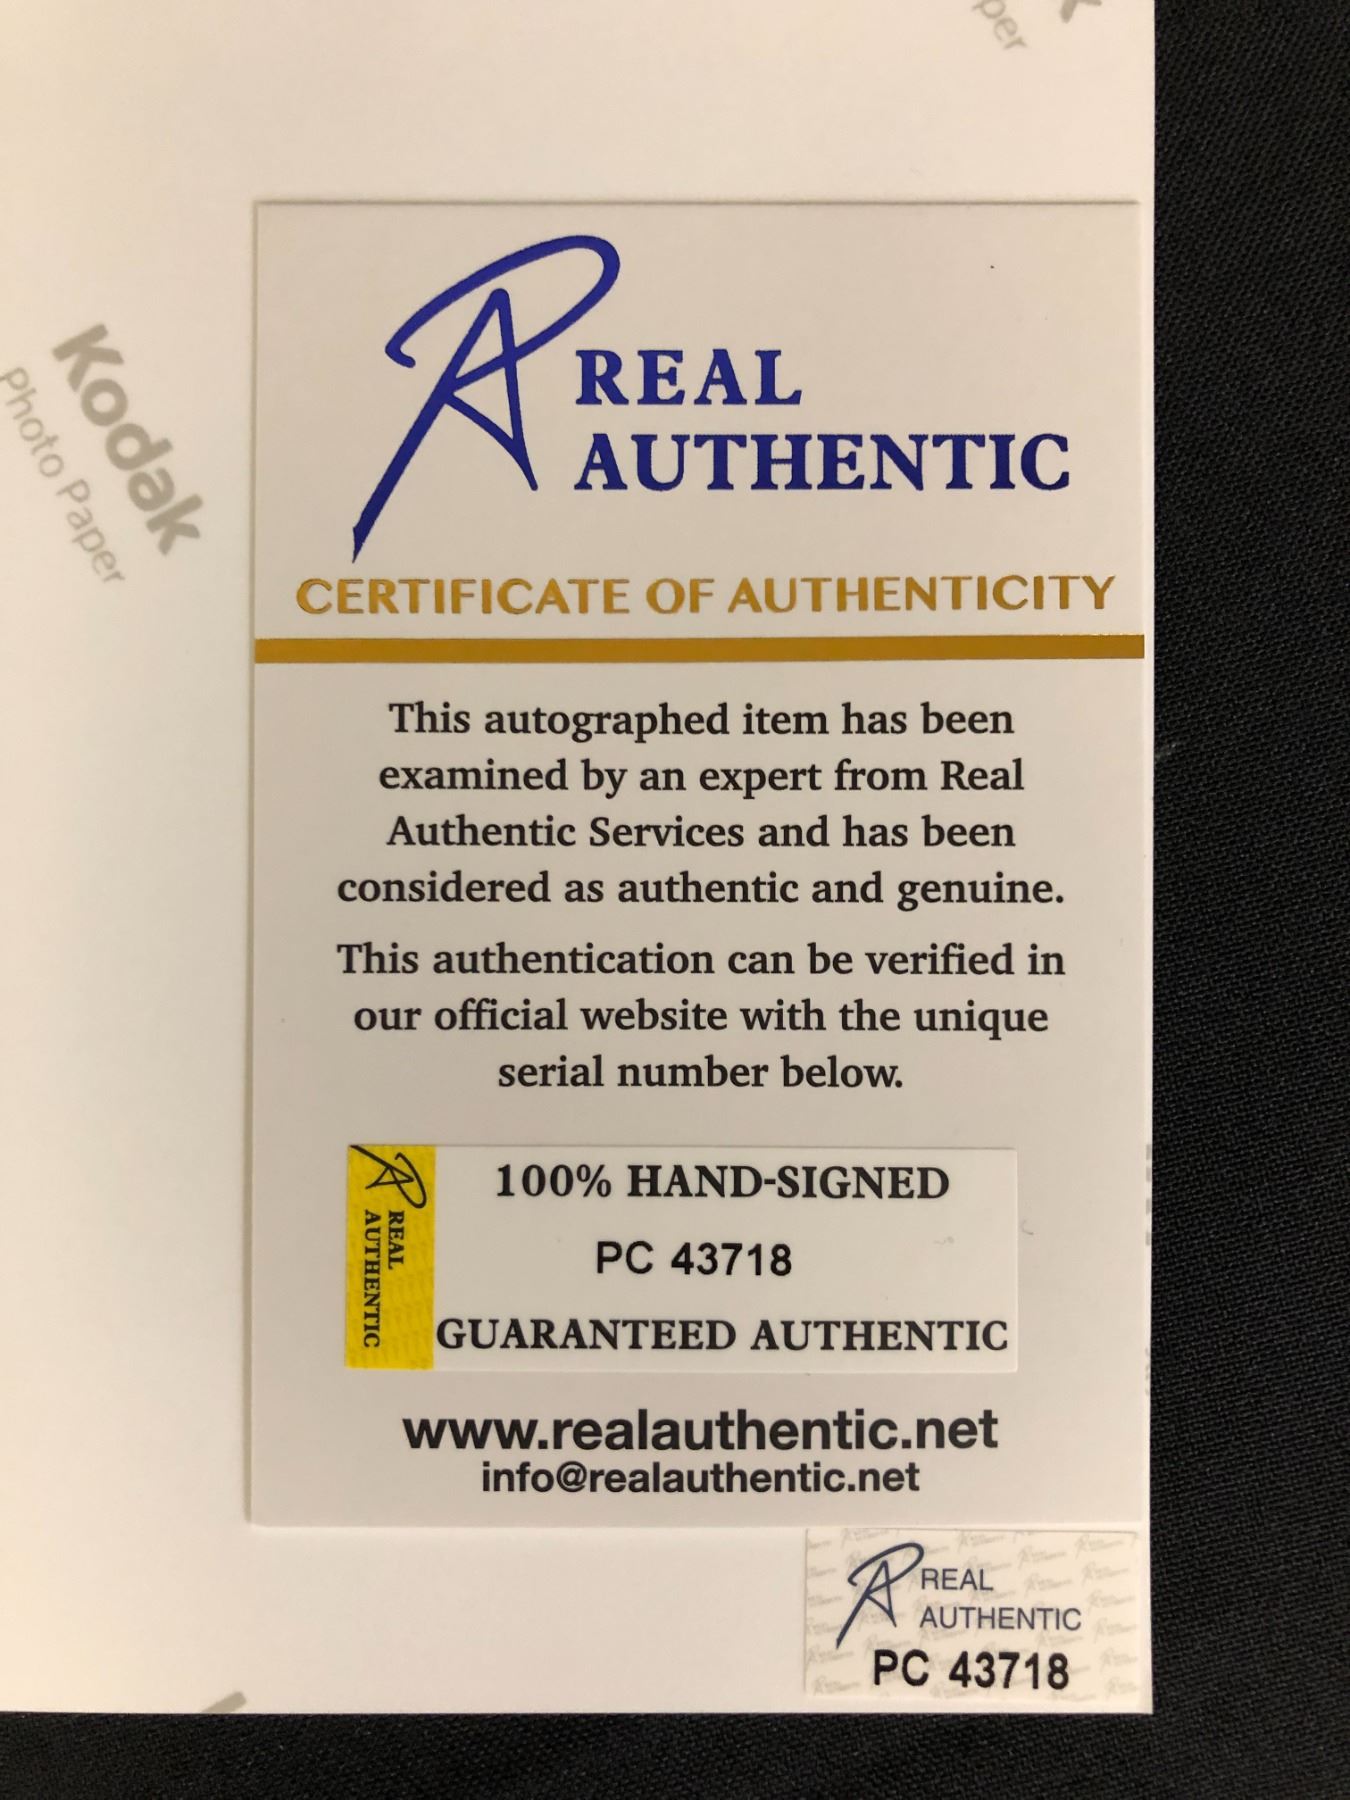 per
Kodak
Photo Paper
REAL
AUTHENTIC
CERTIFICATE OF AUTHENTICITY
This autographed item has been
examined by an expert from Real
Authentic Services and has been
considered as authentic and genuine.
This authentication can be verified in
our official website with the unique
serial number below.
REAL
AUTHENTIC
100% HAND-SIGNED
PC 43718
GUARANTEED AUTHENTIC
www.realauthentic.net
info@realauthentic.net
REAL
AUTHENTIC
PC 43718